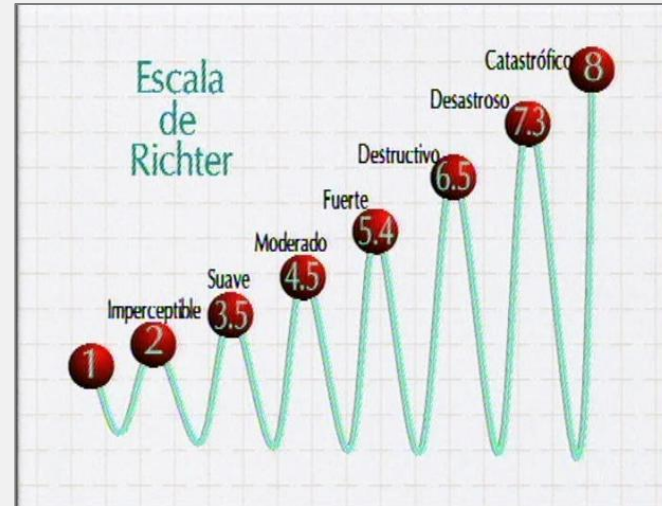 Escala
de
Richter
1
Imperceptible
2
Suave
3.5
Moderado
4.5
Fuerte
5.4
Destructivo
6.5
Desastroso
7.3
Catastrófico
8